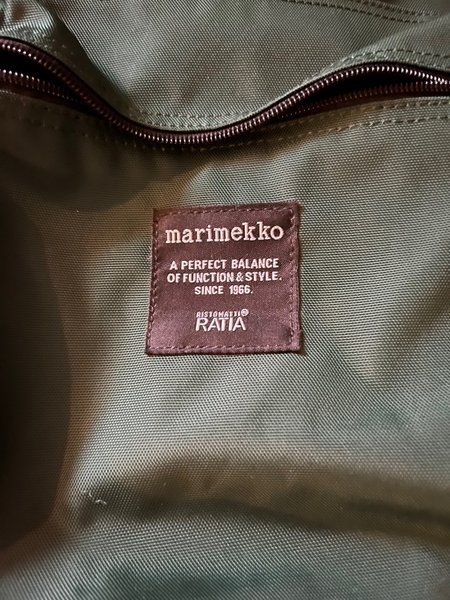 marimekko
A PERFECT BALANCE
OF FUNCTION & STYLE.
SINCE 1966.
RISTOMATTI
RATIA